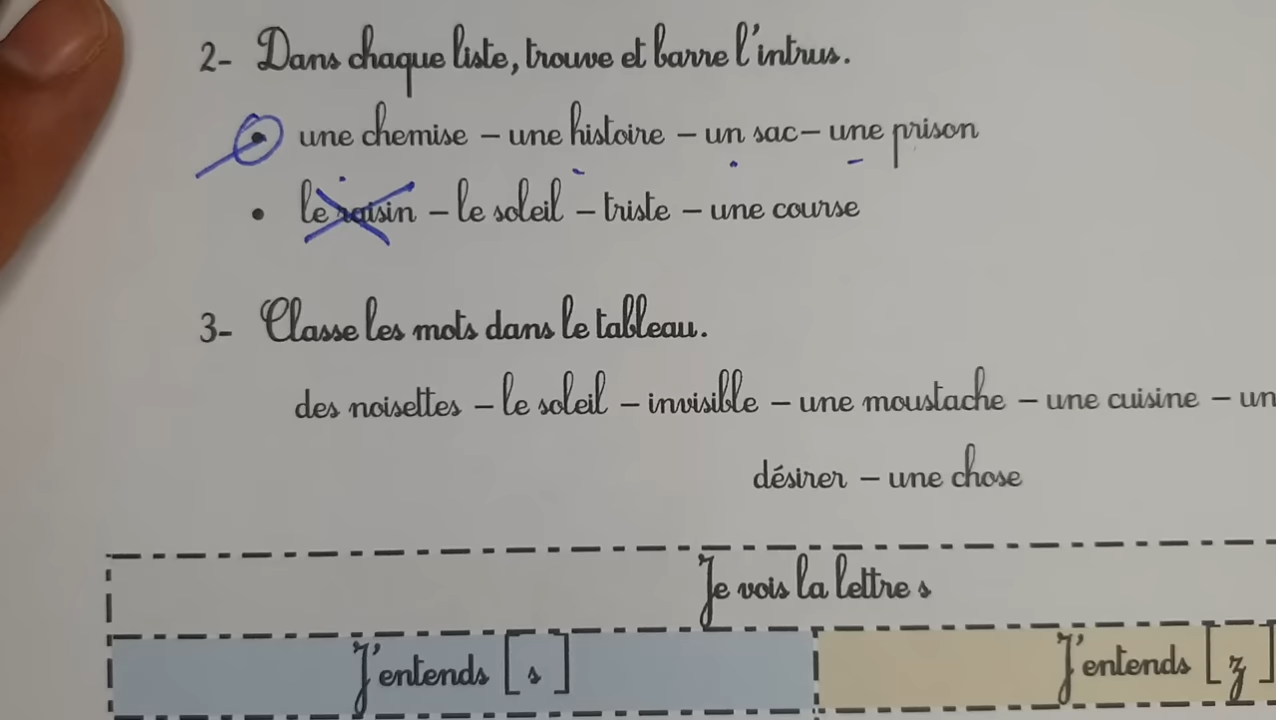 2- Dans chaque liste, trouve et barre l'intrus.
• une chemise – une histoire – un sac – une prison
• le raisin – le soleil – triste – une course
3- Classe les mots dans le tableau.
des noisettes – le soleil – invisible – une moustache – une cuisine – un
désirer – une chose
Je vois la lettre s
J'entends [s]
J'entends [z]